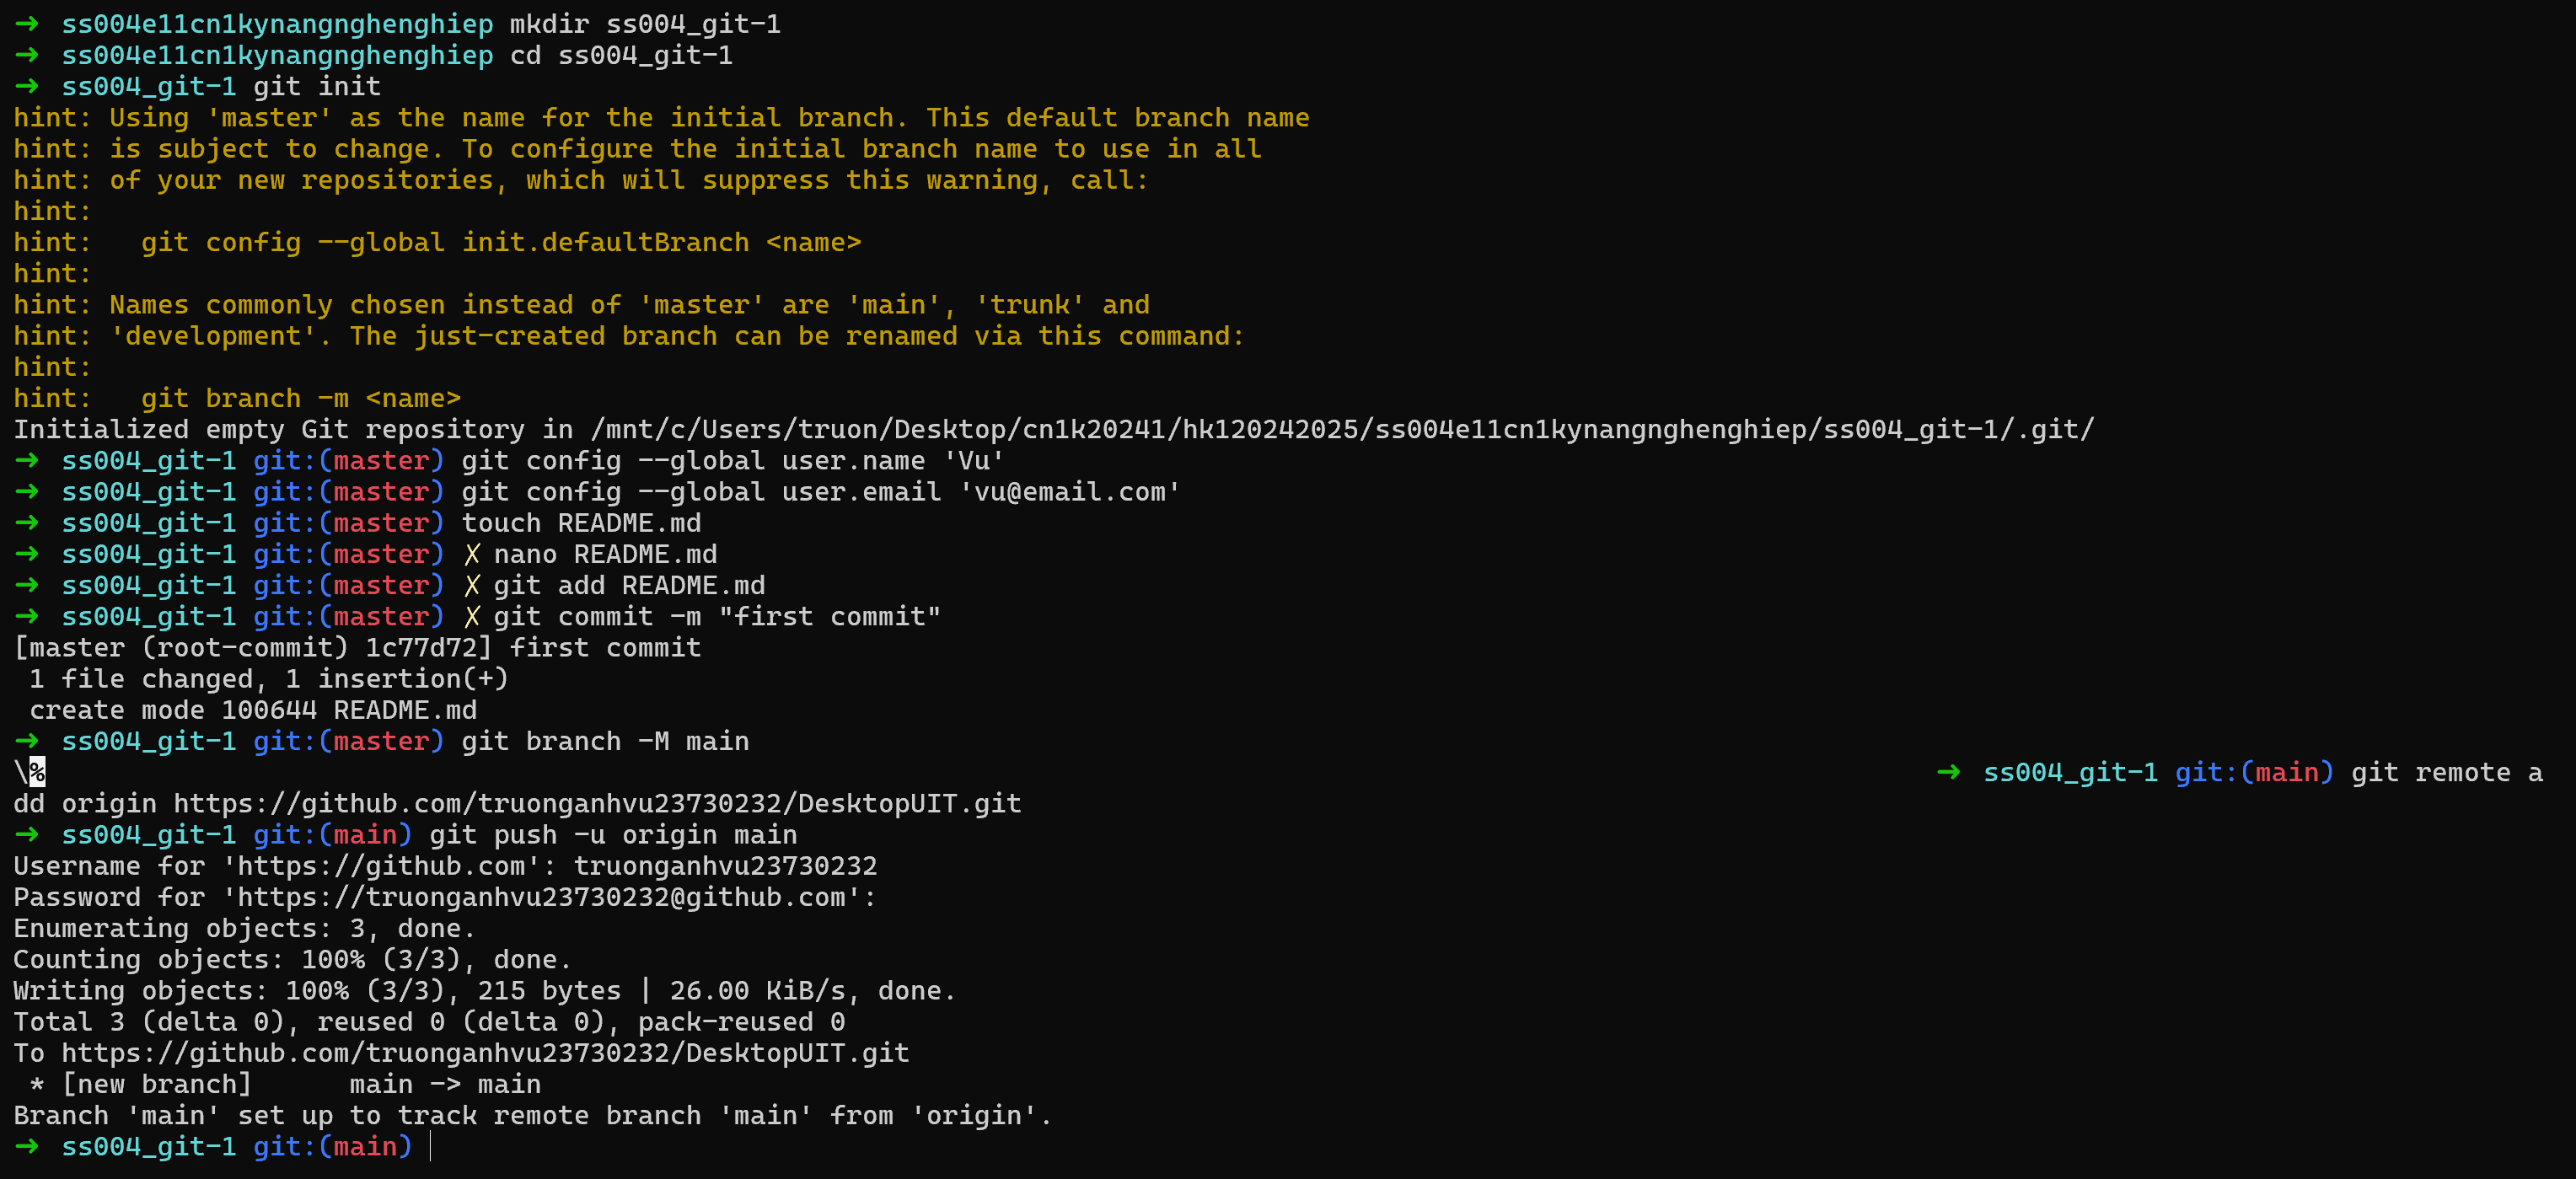 ➜ ss004e11cn1kynangnghenghiep mkdir ss004_git-1
➜ ss004e11cn1kynangnghenghiep cd ss004_git-1
➜ ss004_git-1 git init
hint: Using 'master' as the name for the initial branch. This default branch name
hint: is subject to change. To configure the initial branch name to use in all
hint: of your new repositories, which will suppress this warning, call:
hint:
hint:   git config --global init.defaultBranch <name>
hint:
hint: Names commonly chosen instead of 'master' are 'main', 'trunk' and
hint: 'development'. The just-created branch can be renamed via this command:
hint:
hint:   git branch -m <name>
Initialized empty Git repository in /mnt/c/Users/truon/Desktop/cn1k20241/hk120242025/ss004e11cn1kynangnghenghiep/ss004_git-1/.git/
➜ ss004_git-1 git:(master) git config --global user.name 'Vu'
➜ ss004_git-1 git:(master) git config --global user.email 'vu@email.com'
➜ ss004_git-1 git:(master) touch README.md
➜ ss004_git-1 git:(master) ✗ nano README.md
➜ ss004_git-1 git:(master) ✗ git add README.md
➜ ss004_git-1 git:(master) ✗ git commit -m "first commit"
[master (root-commit) 1c77d72] first commit
 1 file changed, 1 insertion(+)
 create mode 100644 README.md
➜ ss004_git-1 git:(master) git branch -M main
\% ➜ ss004_git-1 git:(main) git remote a
dd origin https://github.com/truonganhvu23730232/DesktopUIT.git
➜ ss004_git-1 git:(main) git push -u origin main
Username for 'https://github.com': truonganhvu23730232
Password for 'https://truonganhvu23730232@github.com':
Enumerating objects: 3, done.
Counting objects: 100% (3/3), done.
Writing objects: 100% (3/3), 215 bytes | 26.00 KiB/s, done.
Total 3 (delta 0), reused 0 (delta 0), pack-reused 0
To https://github.com/truonganhvu23730232/DesktopUIT.git
 * [new branch]      main -> main
Branch 'main' set up to track remote branch 'main' from 'origin'.
➜ ss004_git-1 git:(main)